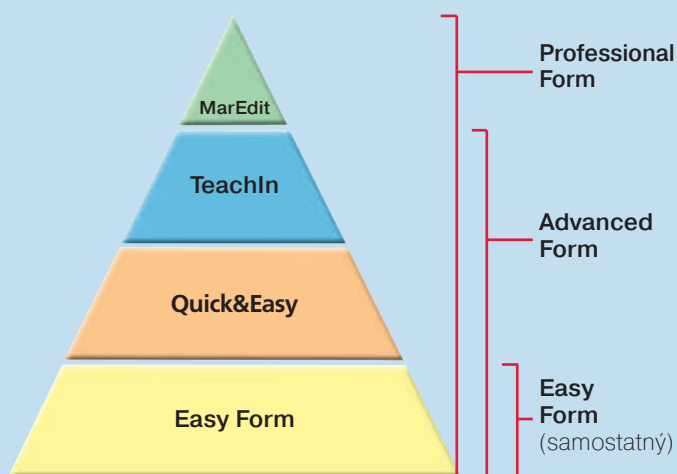 MarEdit
TeachIn
Quick&Easy
Easy Form
Professional
Form
Advanced
Form
Easy
Form
(samostatný)